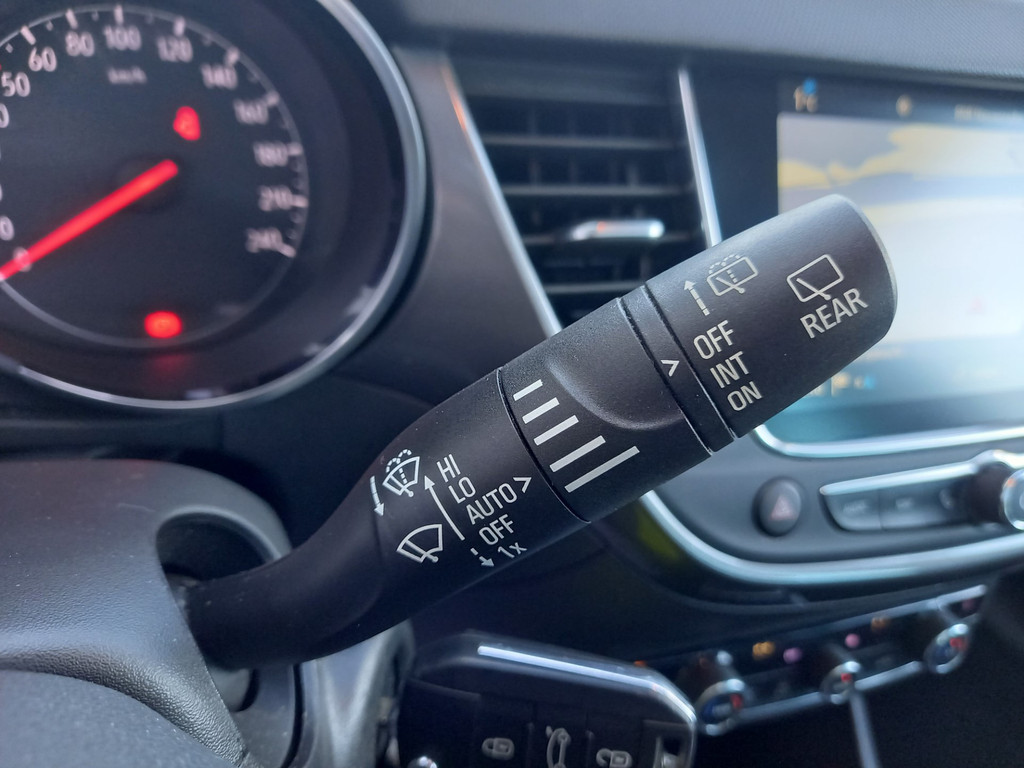 50
60
80
100
120
140
160
180
210
240
km/h
0
HI
LO
AUTO >
OFF
1x
>
OFF
INT
ON
REAR